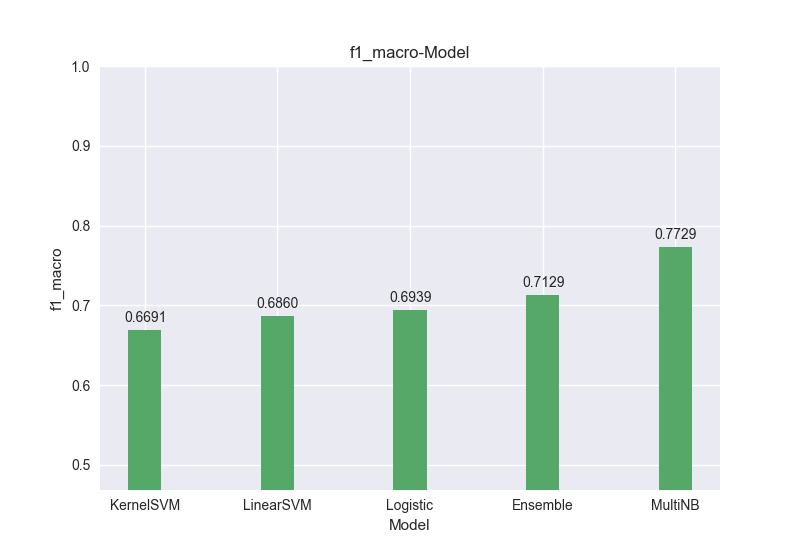 f1_macro-Model
1.0
0.9
0.8
0.7
0.6
0.5
f1_macro
0.6691
0.6860
0.6939
0.7129
0.7729
KernelSVM
LinearSVM
Logistic
Ensemble
MultiNB
Model